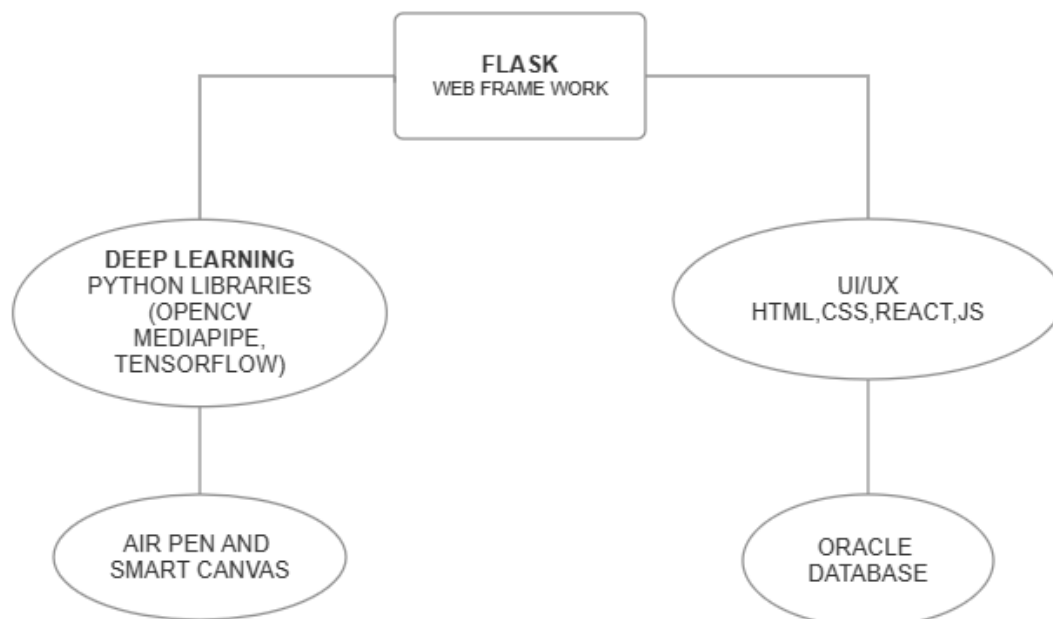 FLASK
WEB FRAME WORK
DEEP LEARNING
PYTHON LIBRARIES
(OPENCV
MEDIAPIPE,
TENSORFLOW)
UI/UX
HTML,CSS,REACT,JS
AIR PEN AND
SMART CANVAS
ORACLE
DATABASE